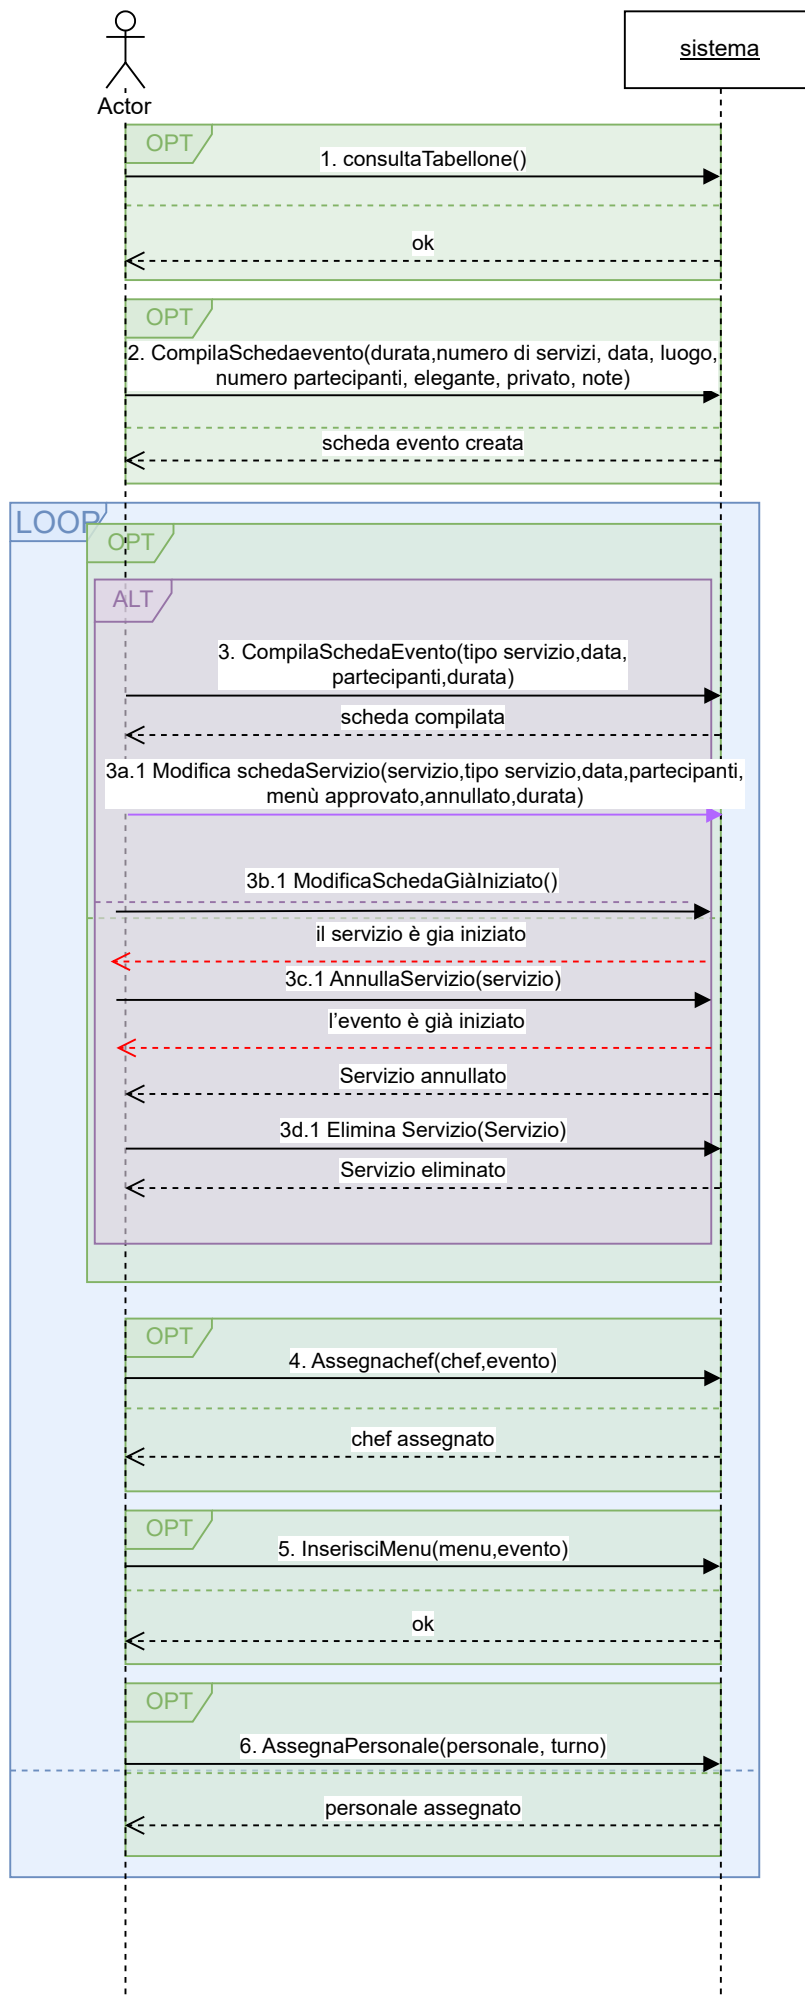 Actor
sistema
OPT
1. consultaTabellone()
ok
OPT
2. CompilaSchedaevento(durata,numero di servizi, data, luogo,
numero partecipanti, elegante, privato, note)
scheda evento creata
LOOP
OPT
ALT
3. CompilaSchedaEvento(tipo servizio,data,
partecipanti,durata)
scheda compilata
3a.1 Modifica schedaServizio(servizio,tipo servizio,data,partecipanti,
menù approvato,annullato,durata)
3b.1 ModificaSchedaGiàIniziato()
il servizio è gia iniziato
3c.1 AnnullaServizio(servizio)
l'evento è già iniziato
Servizio annullato
3d.1 Elimina Servizio(Servizio)
Servizio eliminato
OPT
4. Assegnachef(chef,evento)
chef assegnato
OPT
5. InserisciMenu(menu,evento)
ok
OPT
6. AssegnaPersonale(personale, turno)
personale assegnato